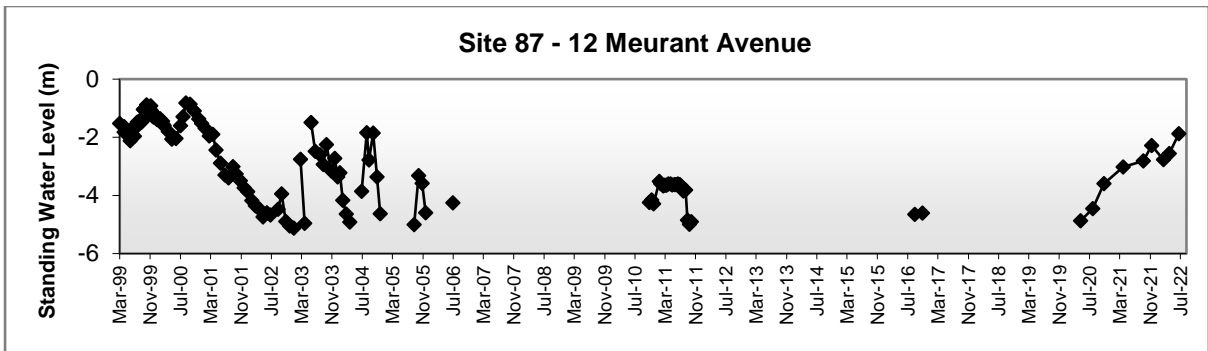 Site 87 - 12 Meurant Avenue
Standing Water Level (m)
0
-2
-4
-6
Mar-99
Nov-99
Jul-00
Mar-01
Nov-01
Jul-02
Mar-03
Nov-03
Jul-04
Mar-05
Nov-05
Jul-06
Mar-07
Nov-07
Jul-08
Mar-09
Nov-09
Jul-10
Mar-11
Nov-11
Jul-12
Mar-13
Nov-13
Jul-14
Mar-15
Nov-15
Jul-16
Mar-17
Nov-17
Jul-18
Mar-19
Nov-19
Jul-20
Mar-21
Nov-21
Jul-22